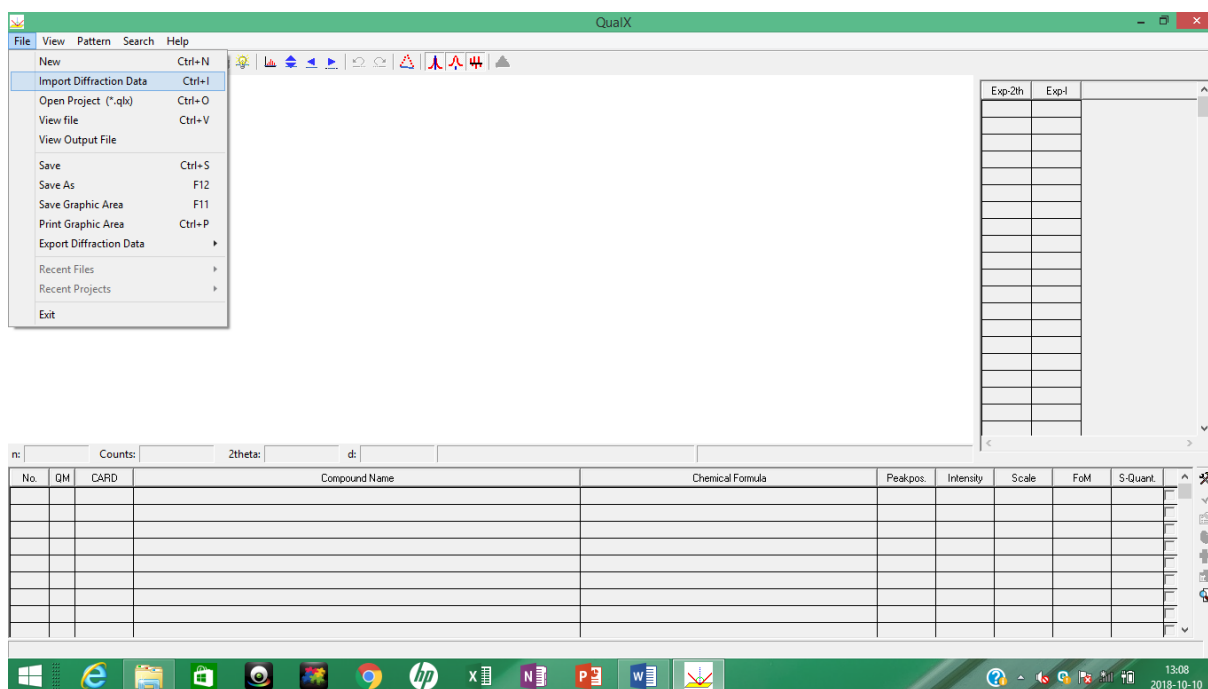 QualX
File View Pattern Search Help
New Ctrl+N
Import Diffraction Data Ctrl+I
Open Project (*.qlx) Ctrl+O
View file Ctrl+V
View Output File
Save Ctrl+S
Save As F12
Save Graphic Area F11
Print Graphic Area Ctrl+P
Export Diffraction Data
Recent Files
Recent Projects
Exit
Exp-2th Exp-I
n: Counts: 2theta: d:
No. QM CARD Compound Name Chemical Formula Peakpos. Intensity Scale FoM S-Quant.
hp X N P W
13:08
2018-10-10